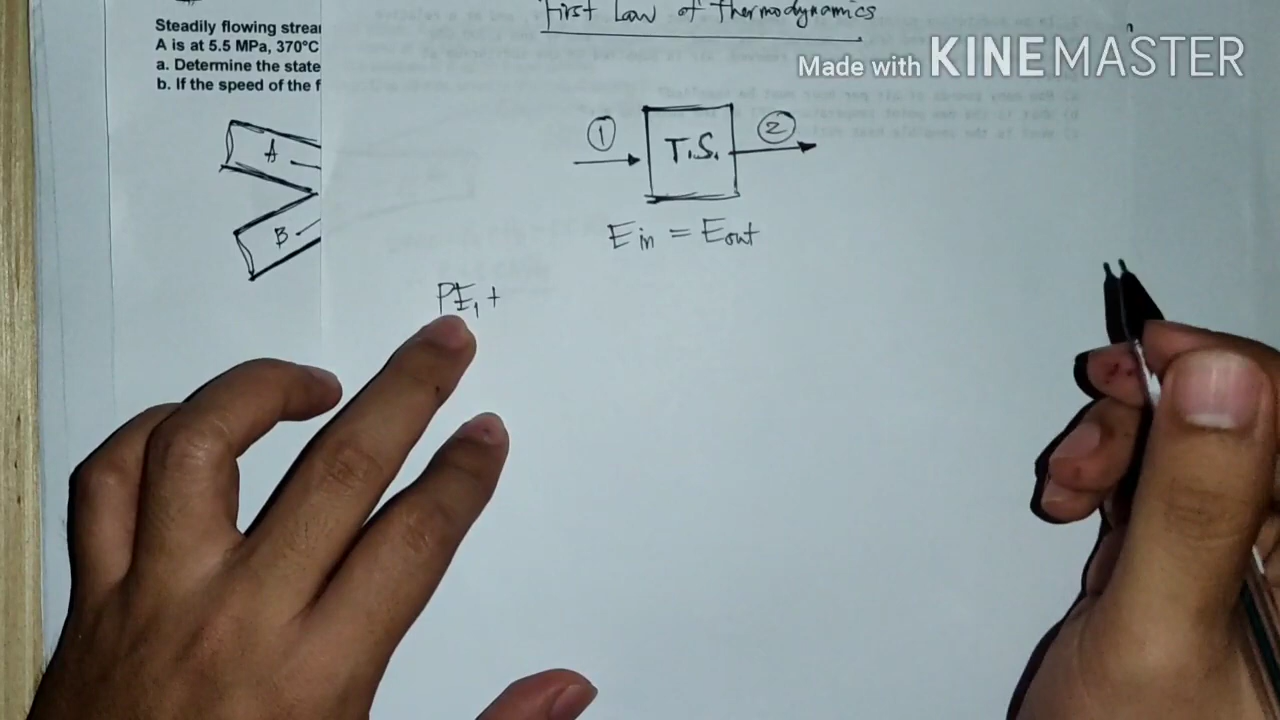 First Law of Thermodynamics
Made with KINEMASTER
Steadily flowing
A is at 5.5 MPa, 370°C
a. Determine the state
b. If the speed of the
A
B
1
T.S.
2
Ein = Eout
PE1 +